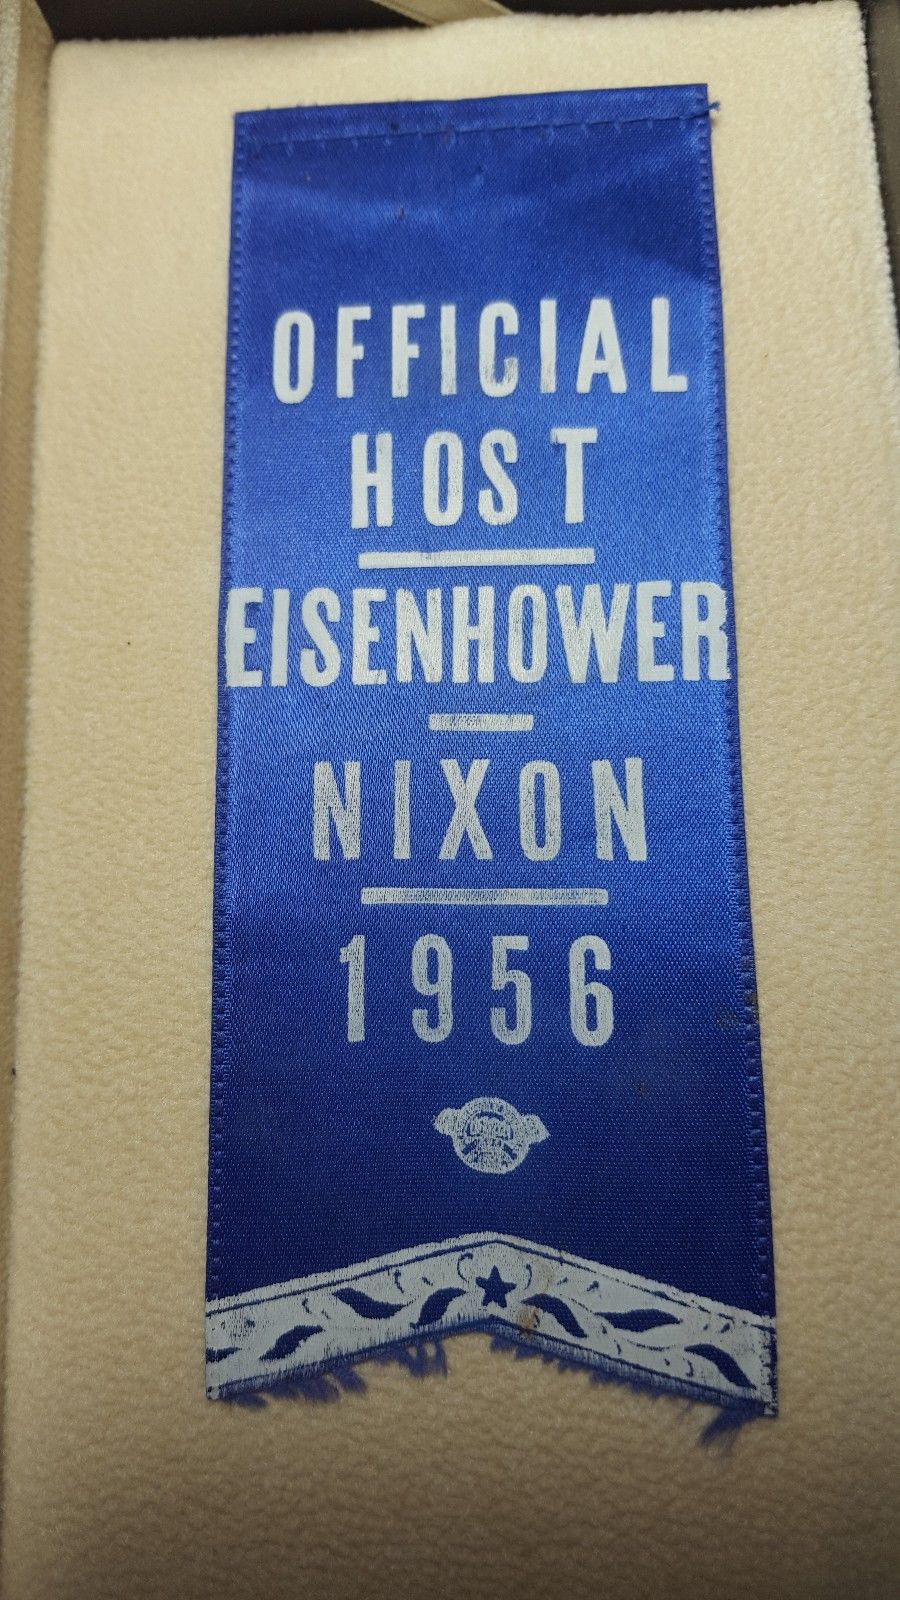 OFFICIAL
HOST
EISENHOWER
NIXON
1956